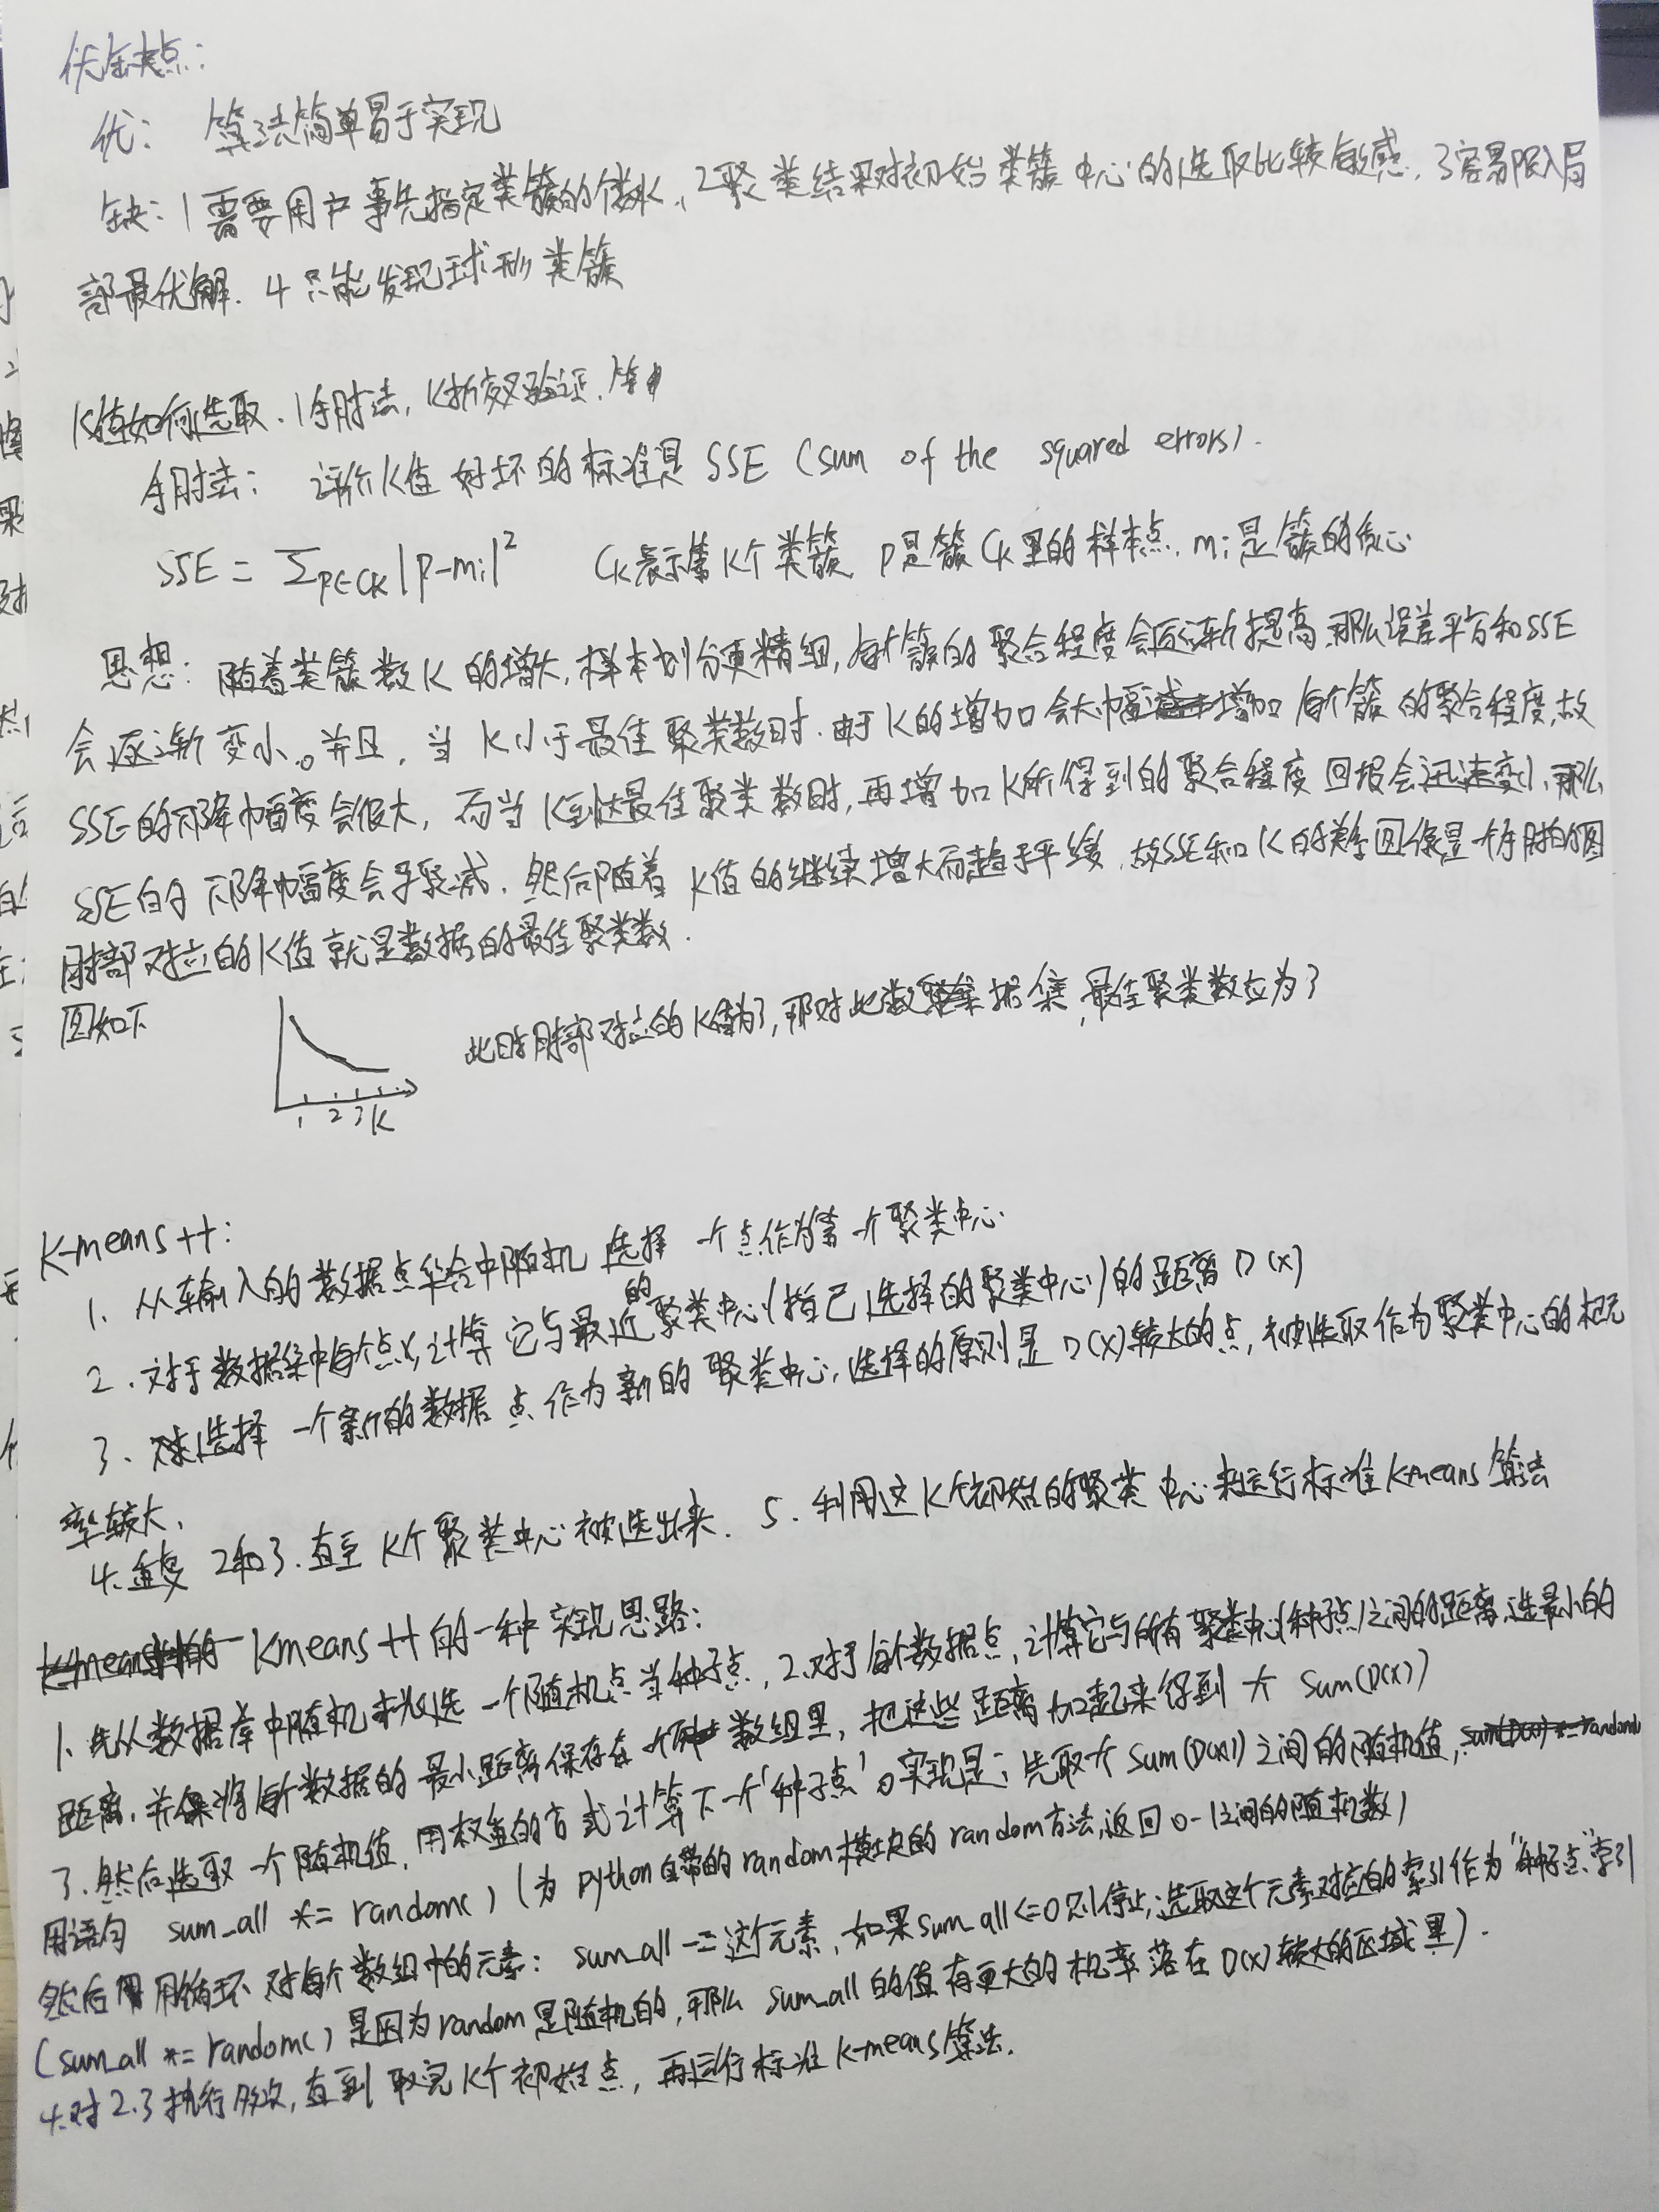 优缺点:
优: 算法简单易于实现
缺:1需要用户事先指定类簇的个数K,2聚类结果对初始类簇中心的选取比较敏感.3容易陷入局
部最优解.4只能发现球形类簇
K值如何选取.1手肘法,K折交叉验证.等
手肘法: 评价K值好坏的标准是SSE (sum of the squared errors).
SSE = Σp∈Ck|p-mi|² Ck表示第K个类簇,p是簇Ck里的样本点.mi是簇的质心
思想:随着类簇数K的增大,样本划分更精细,每个簇的聚合程度会逐渐提高,那么误差平方和SSE
会逐渐变小。并且,当K小于最佳聚类数时.由于K的增加会大幅增加每个簇的聚合程度,故
SSE的下降幅度会很大,而当K到达最佳聚类数时,再增加K所得到的聚合程度回报会迅速变小,那么
SSE的下降幅度会骤减.然后随着K值的继续增大而趋于平缓.故SSE和K的关系图像是一个手肘的图
肘部对应的K值就是数据的最佳聚类数.
图如下
此时肘部对应的K值为3,那对此数据集,最佳聚类数应为3
1 2 3 K
K-means++:
1.从输入的数据点集合中随机选择一个点作为第一个聚类中心
2.对于数据集中每个点x,计算它与最近的聚类中心(指已选择的聚类中心)的距离D(x)
3.选择一个新的数据点作为新的聚类中心,选择的原则是D(x)较大的点,被选取作为聚类中心的概
率较大,
4.重复2和3.直至K个聚类中心被选出来. 5.利用这K个初始的聚类中心来运行标准K-means算法
Kmeans++的一种实现思路:
1.先从数据库中随机挑选一个随机点当种子点,2.对于每个数据点,计算它与所有聚类中心(种子点)之间的距离,选最小的
距离,并将每个数据的最小距离保存在一个数组里,把这些距离加起来得到 Sum(D(x))
3.然后选取一个随机值,用权重的方式计算下一个'种子点'。实现是:先取 Sum(D(x))之间的随机值,
用语句 sum_all *= random() (为python自带的random模块的random方法,返回0-1之间的随机数)
然后用循环对每个数组中的元素: sum_all -= 这个元素,如果sum_all<=0则停止;选取这个元素对应的索引作为"种子点"索引
(sum_all *= random() 是因为random是随机的,那么 sum_all的值有更大的机率落在D(x)较大的区域里).
4.对2.3执行多次,直到取完K个初始点,再运行标准K-means算法.